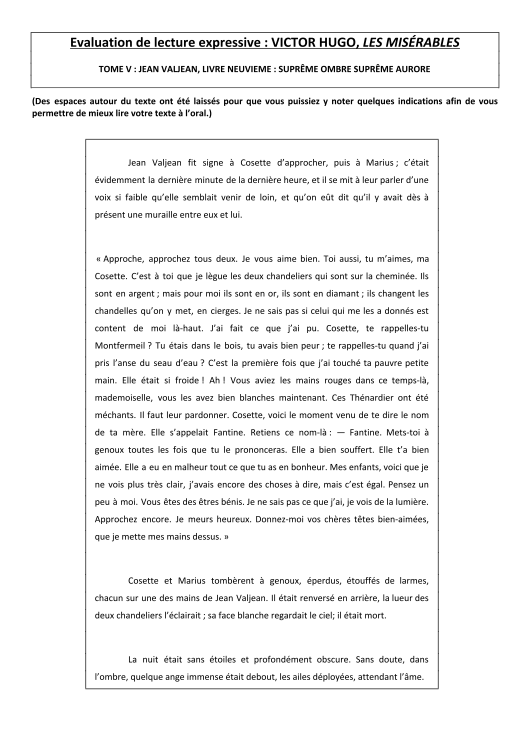 Evaluation de lecture expressive : VICTOR HUGO, LES MISÉRABLES
TOME V : JEAN VALJEAN, LIVRE NEUVIEME : SUPRÊME OMBRE SUPRÊME AURORE
(Des espaces autour du texte ont été laissés pour que vous puissiez y noter quelques indications afin de vous
permettre de mieux lire votre texte à l'oral.)
Jean Valjean fit signe à Cosette d'approcher, puis à Marius ; c'était
évidemment la dernière minute de la dernière heure, et il se mit à leur parler d'une
voix si faible qu'elle semblait venir de loin, et qu'on eût dit qu'il y avait dès à
présent une muraille entre eux et lui.
« Approche, approchez tous deux. Je vous aime bien. Toi aussi, tu m'aimes, ma
Cosette. C'est à toi que je lègue les deux chandeliers qui sont sur la cheminée. Ils
sont en argent ; mais pour moi ils sont en or, ils sont en diamant ; ils changent les
chandelles qu'on y met, en cierges. Je ne sais pas si celui qui me les a donnés est
content de moi là-haut. J'ai fait ce que j'ai pu. Cosette, te rappelles-tu
Montfermeil ? Tu étais dans le bois, tu avais bien peur ; te rappelles-tu quand j'ai
pris l'anse du seau d'eau ? C'est la première fois que j'ai touché ta pauvre petite
main. Elle était si froide ! Ah ! Vous aviez les mains rouges dans ce temps-là,
mademoiselle, vous les avez bien blanches maintenant. Ces Thénardier ont été
méchants. Il faut leur pardonner. Cosette, voici le moment venu de te dire le nom
de ta mère. Elle s'appelait Fantine. Retiens ce nom-là : — Fantine. Mets-toi à
genoux toutes les fois que tu le prononceras. Elle a bien souffert. Elle t'a bien
aimée. Elle a eu en malheur tout ce que tu as en bonheur. Mes enfants, voici que je
ne vois plus très clair, j'avais encore des choses à dire, mais c'est égal. Pensez un
peu à moi. Vous êtes des êtres bénis. Je ne sais pas ce que j'ai, je vois de la lumière.
Approchez encore. Je meurs heureux. Donnez-moi vos chères têtes bien-aimées,
que je mette mes mains dessus. »
Cosette et Marius tombèrent à genoux, éperdus, étouffés de larmes,
chacun sur une des mains de Jean Valjean. Il était renversé en arrière, la lueur des
deux chandeliers l'éclairait ; sa face blanche regardait le ciel; il était mort.
La nuit était sans étoiles et profondément obscure. Sans doute, dans
l'ombre, quelque ange immense était debout, les ailes déployées, attendant l'âme.